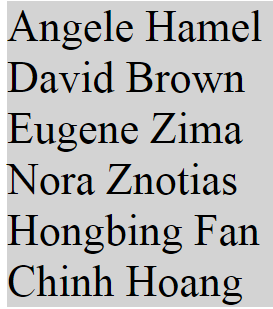 Angele Hamel
David Brown
Eugene Zima
Nora Znotias
Hongbing Fan
Chinh Hoang